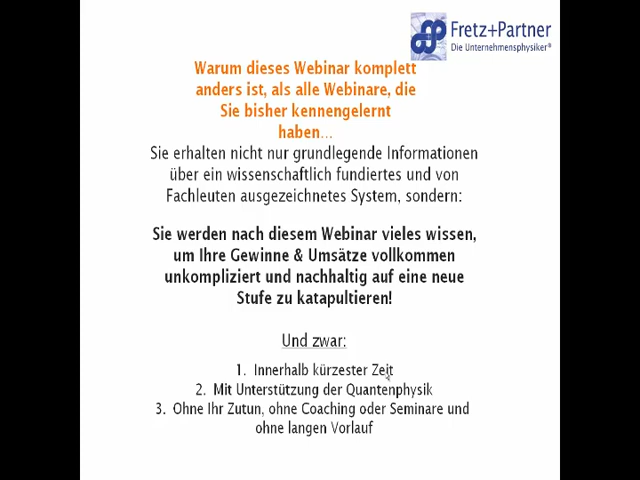 Fretz+Partner
Die Unternehmensphysiker®
Warum dieses Webinar komplett
anders ist, als alle Webinare, die
Sie bisher kennengelernt
haben...
Sie erhalten nicht nur grundlegende Informationen
über ein wissenschaftlich fundiertes und von
Fachleuten ausgezeichnetes System, sondern:
Sie werden nach diesem Webinar vieles wissen,
um Ihre Gewinne & Umsätze vollkommen
unkompliziert und nachhaltig auf eine neue
Stufe zu katapultieren!
Und zwar:
1. Innerhalb kürzester Zeit
2. Mit Unterstützung der Quantenphysik
3. Ohne Ihr Zutun, ohne Coaching oder Seminare und
ohne langen Vorlauf